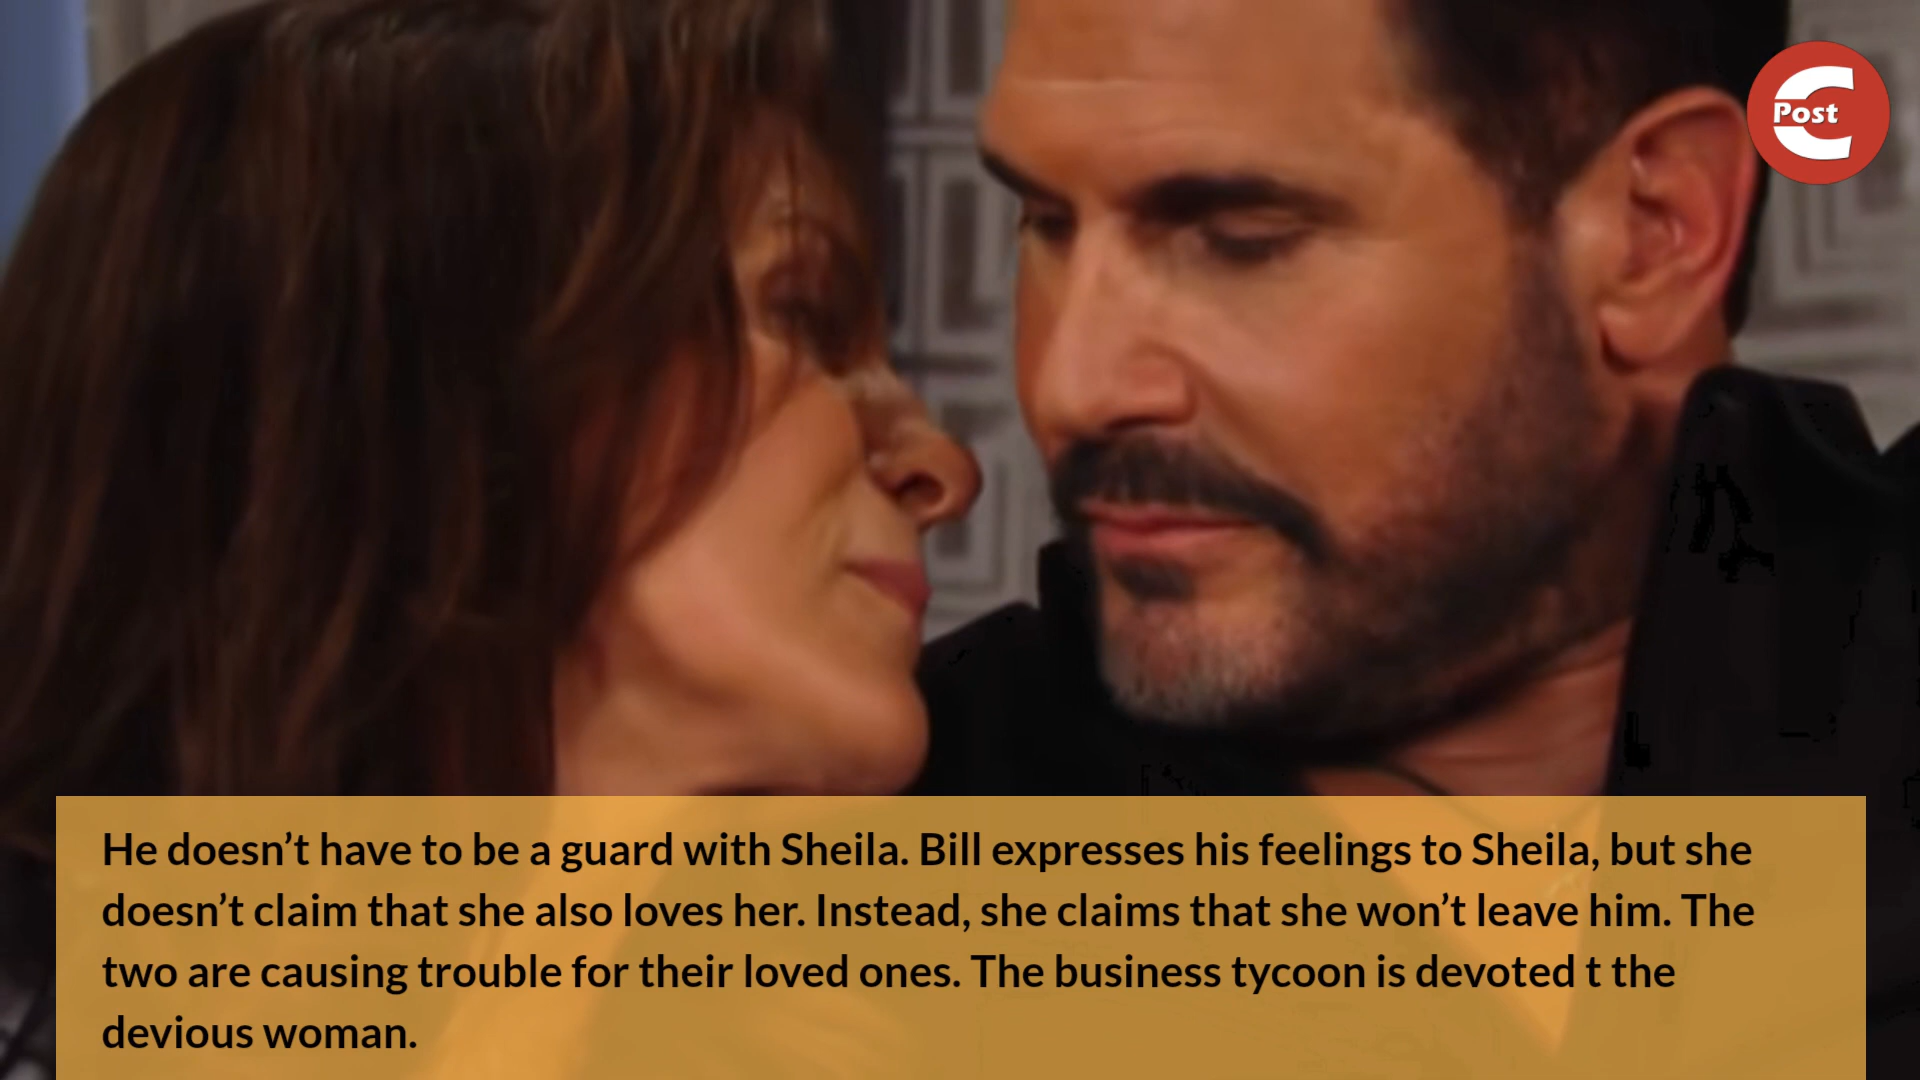 Post
He doesn’t have to be a guard with Sheila. Bill expresses his feelings to Sheila, but she
doesn’t claim that she also loves her. Instead, she claims that she won’t leave him. The
two are causing trouble for their loved ones. The business tycoon is devoted t the
devious woman.